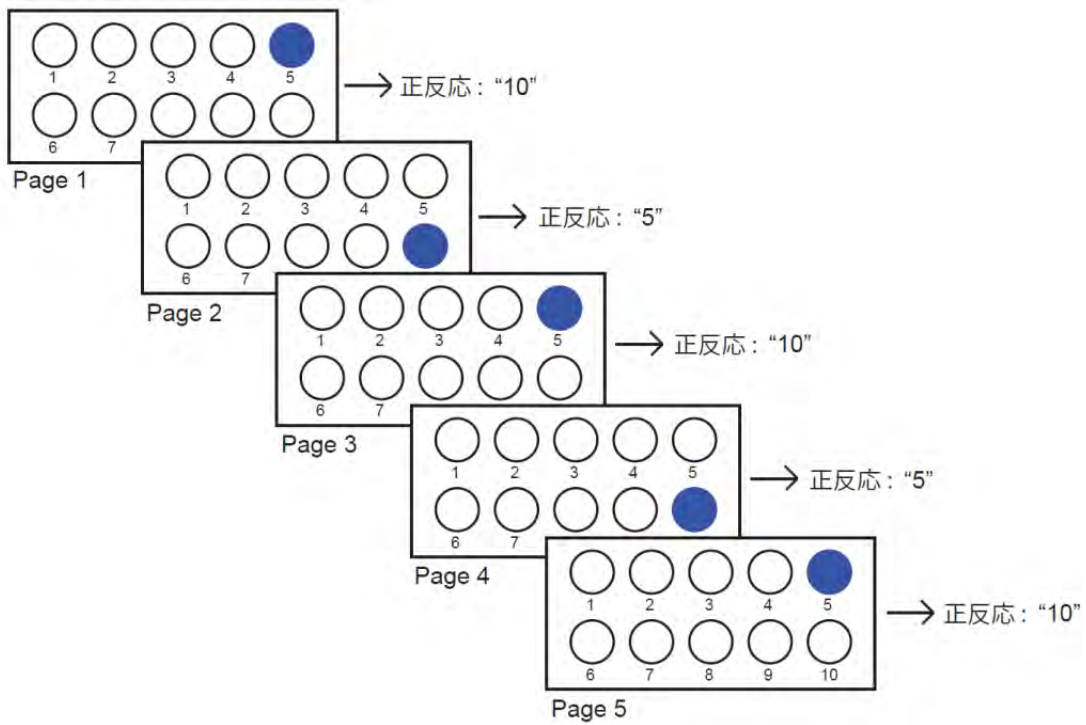 1 2 3 4 5
6 7
→ 正反応： “10”
Page 1
1 2 3 4 5
6 7
→ 正反応： “5”
Page 2
1 2 3 4 5
6 7
→ 正反応： “10”
Page 3
1 2 3 4 5
6 7
→ 正反応： “5”
Page 4
1 2 3 4 5
6 7 8 9 10
→ 正反応： “10”
Page 5